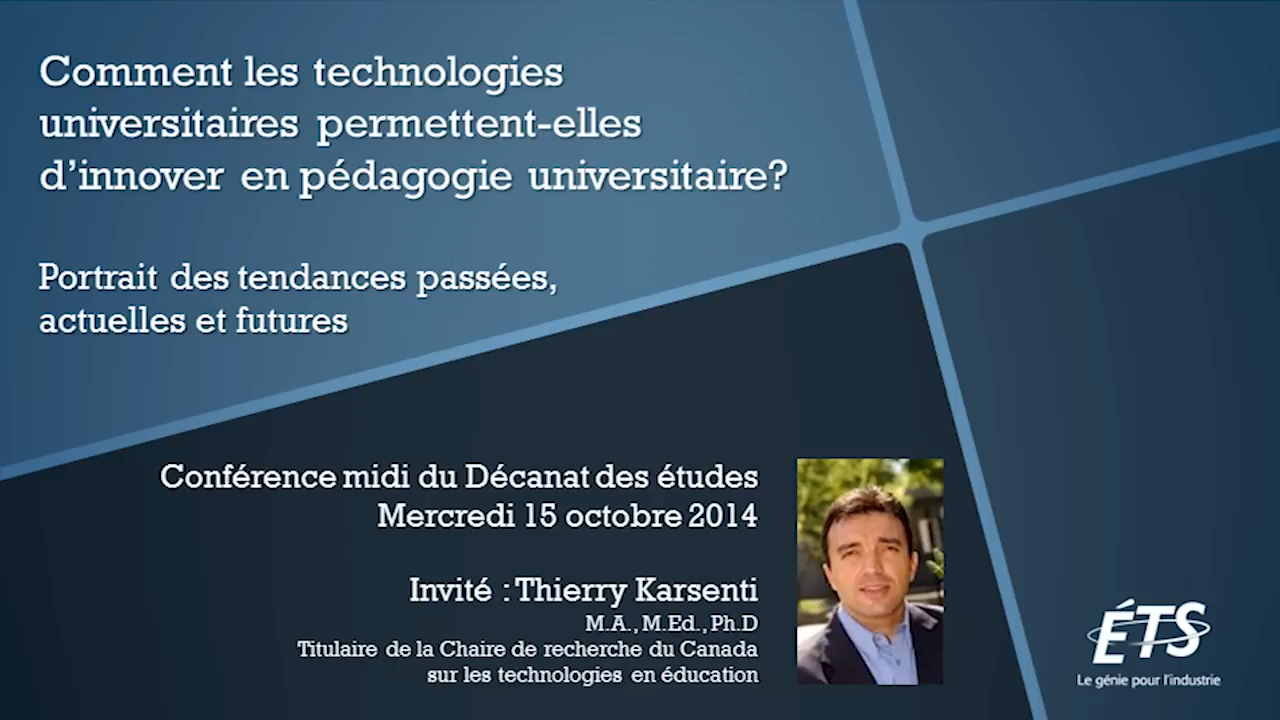 Comment les technologies
universitaires permettent-elles
d’innover en pédagogie universitaire?
Portrait des tendances passées,
actuelles et futures
Conférence midi du Décanat des études
Mercredi 15 octobre 2014
Invité : Thierry Karsenti
M.A., M.Ed., Ph.D
Titulaire de la Chaire de recherche du Canada
sur les technologies en éducation
ÉTS
Le génie pour l’industrie